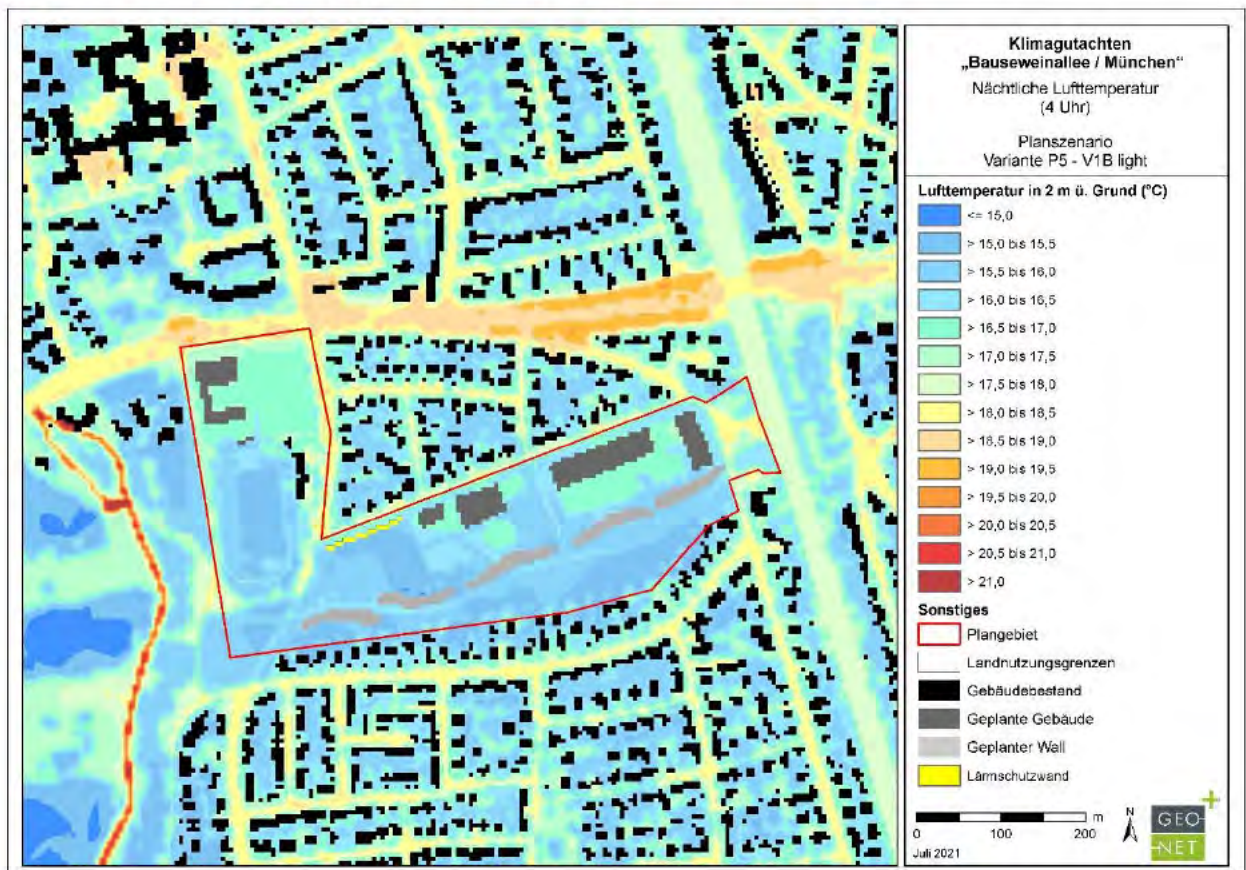 Klimagutachten
„Bauseweinallee / München“
Nächtliche Lufttemperatur
(4 Uhr)
Planszenario
Variante P5 - V1B light
Lufttemperatur in 2 m ü. Grund (°C)
<= 15,0
> 15,0 bis 15,5
> 15,5 bis 16,0
> 16,0 bis 16,5
> 16,5 bis 17,0
> 17,0 bis 17,5
> 17,5 bis 18,0
> 18,0 bis 18,5
> 18,5 bis 19,0
> 19,0 bis 19,5
> 19,5 bis 20,0
> 20,0 bis 20,5
> 20,5 bis 21,0
> 21,0
Sonstiges
Plangebiet
Landnutzungsgrenzen
Gebäudebestand
Geplante Gebäude
Geplanter Wall
Lärmschutzwand
m
0 100 200
N
Juli 2021
GEO-
NET